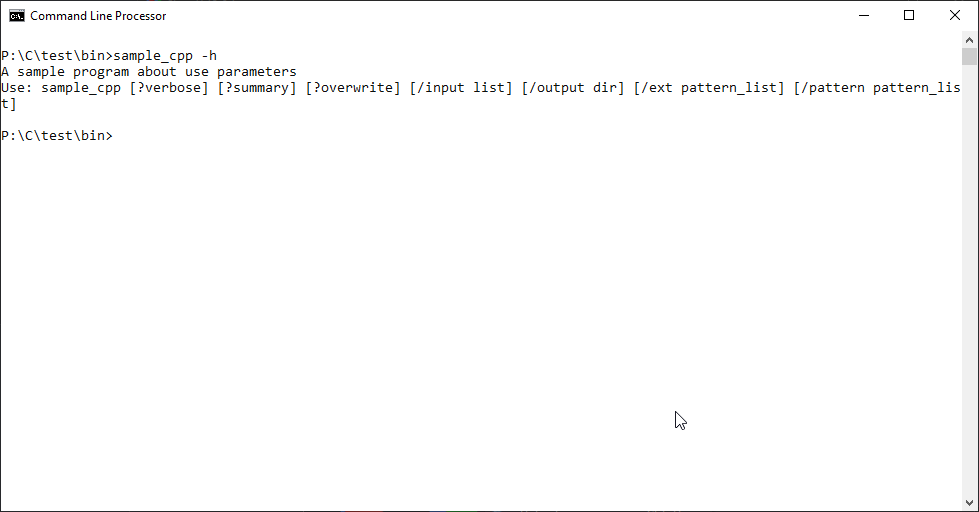 Command Line Processor
P:\C\test\bin>sample_cpp -h
A sample program about use parameters
Use: sample_cpp [?verbose] [?summary] [?overwrite] [/input list] [/output dir] [/ext pattern_list] [/pattern pattern_lis
t]
P:\C\test\bin>